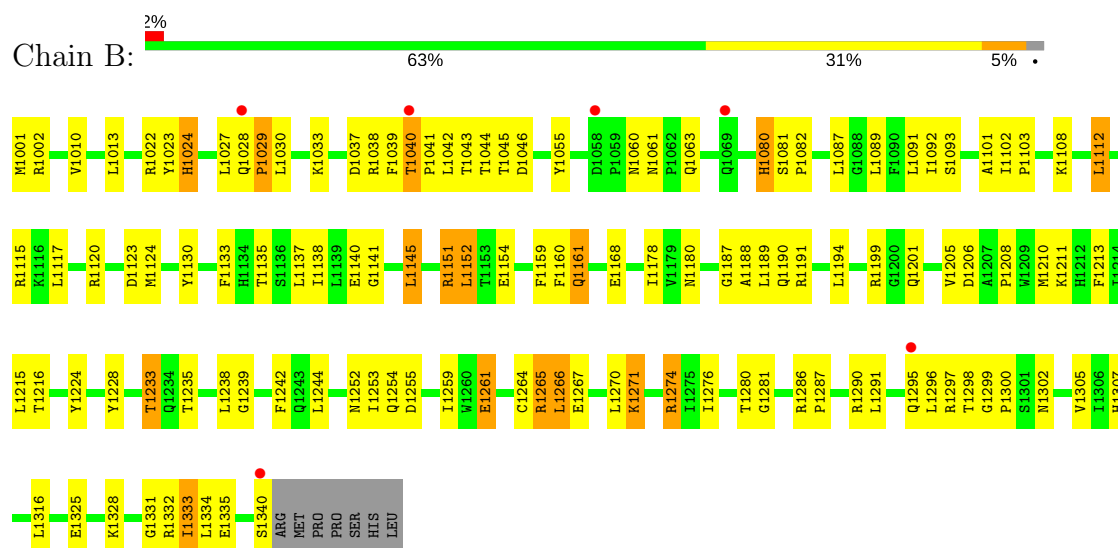 2%
Chain B:
63% 31% 5% •
M1001 R1002 V1010 L1013 R1022 Y1023 H1024 L1027 Q1028 P1029 L1030 K1033 D1037 R1038 F1039 T1040 P1041 L1042 T1043 T1044 T1045 D1046 Y1055 D1058 P1059 N1060 N1061 P1062 Q1063 Q1069 H1080 S1081 P1082 L1087 G1088 L1089 F1090 L1091 I1092 S1093 A1101 I1102 P1103 K1108 L1112
R1115 K1116 L1117 R1120 D1123 M1124 Y1130 F1133 H1134 T1135 S1136 L1137 I1138 L1139 E1140 G1141 L1145 R1151 L1152 T1153 E1154 F1159 F1160 Q1161 E1168 I1178 V1179 N1180 G1187 A1188 L1189 Q1190 R1191 L1194 R1199 G1200 Q1201 V1205 D1206 A1207 P1208 W1209 M1210 K1211 H1212 F1213
L1215 T1216 Y1224 Y1228 T1233 Q1234 T1235 L1238 G1239 F1242 Q1243 L1244 N1252 I1253 Q1254 D1255 I1259 W1260 E1261 C1264 R1265 L1266 E1267 L1270 K1271 R1274 I1275 I1276 T1280 G1281 R1286 P1287 R1290 L1291 Q1295 L1296 R1297 T1298 G1299 P1300 S1301 N1302 V1305 I1306
L1316 E1325 K1328 G1331 R1332 I1333 L1334 E1335 S1340 ARG MET PRO PRO SER HIS LEU